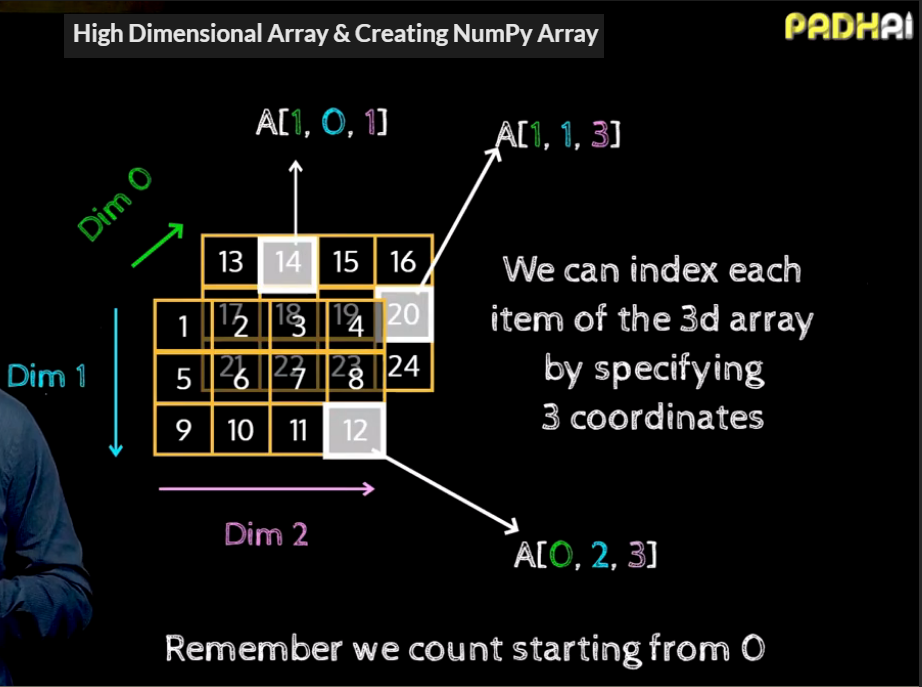 High Dimensional Array & Creating NumPy Array
PADHAI
A[1, 0, 1]
A[1, 1, 3]
Dim 0
13 14 15 16
17 18 19 20
21 22 23 24
1 2 3 4
5 6 7 8
9 10 11 12
Dim 1
Dim 2
We can index each
item of the 3d array
by specifying
3 coordinates
A[0, 2, 3]
Remember we count starting from 0